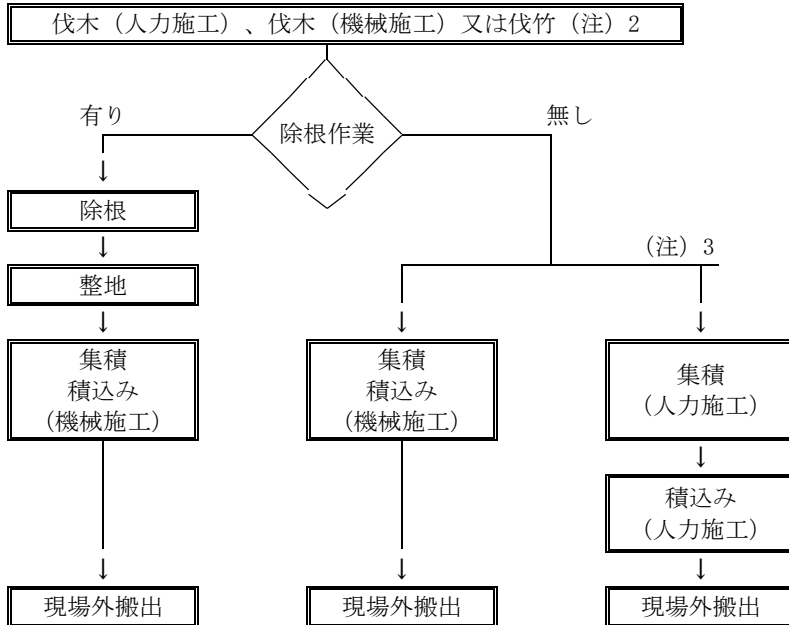 伐木（人力施工）、伐木（機械施工）又は伐竹（注）2
有り
除根作業
無し
↓
除根
↓
（注）3
整地
↓
↓
↓
集積
積込み
（機械施工）
集積
積込み
（機械施工）
集積
（人力施工）
↓
積込み
（人力施工）
↓
↓
↓
現場外搬出
現場外搬出
現場外搬出